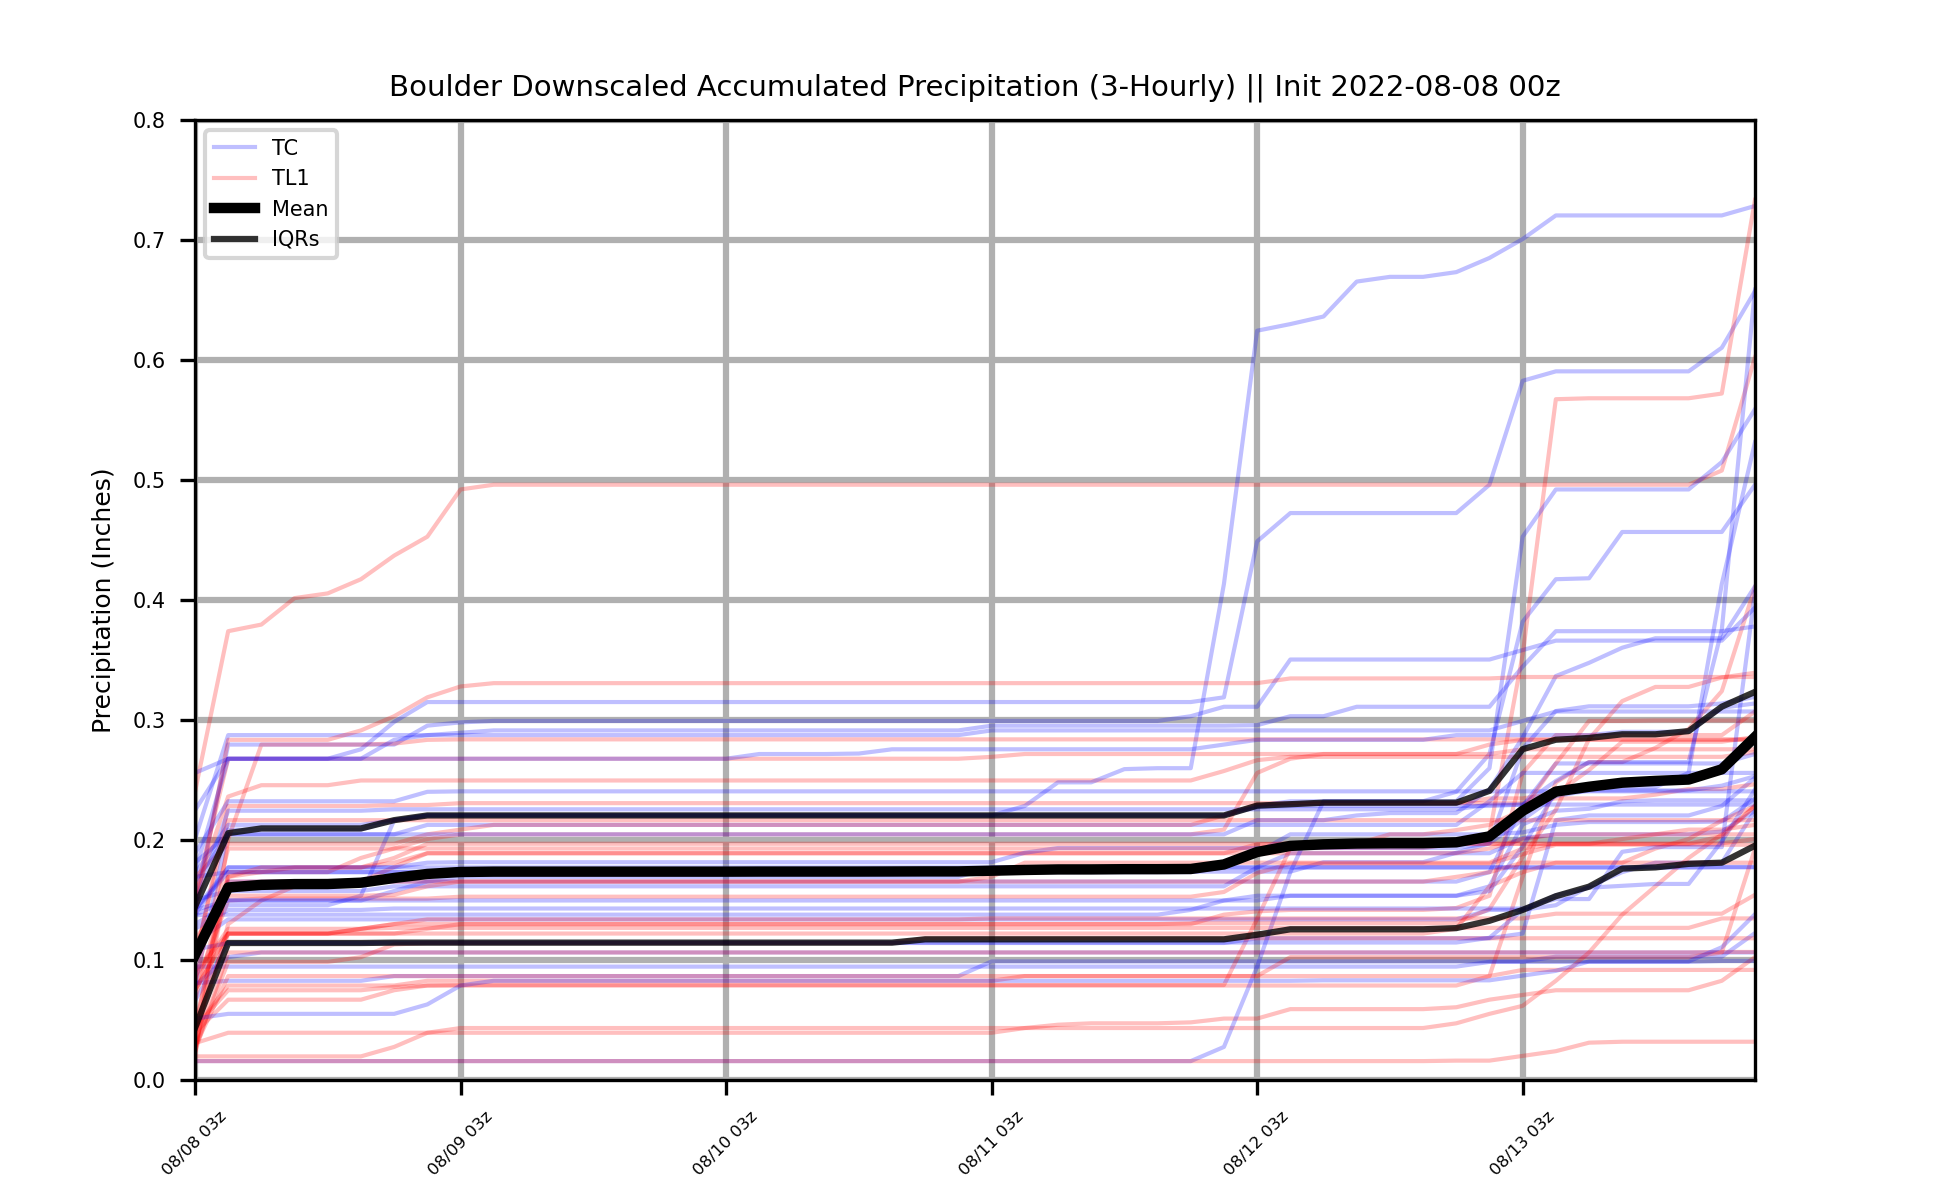 Boulder Downscaled Accumulated Precipitation (3-Hourly) || Init 2022-08-08 00z
Precipitation (Inches)
0.8
0.7
0.6
0.5
0.4
0.3
0.2
0.1
0.0
TC
TL1
Mean
IQRs
08/08 03z
08/09 03z
08/10 03z
08/11 03z
08/12 03z
08/13 03z